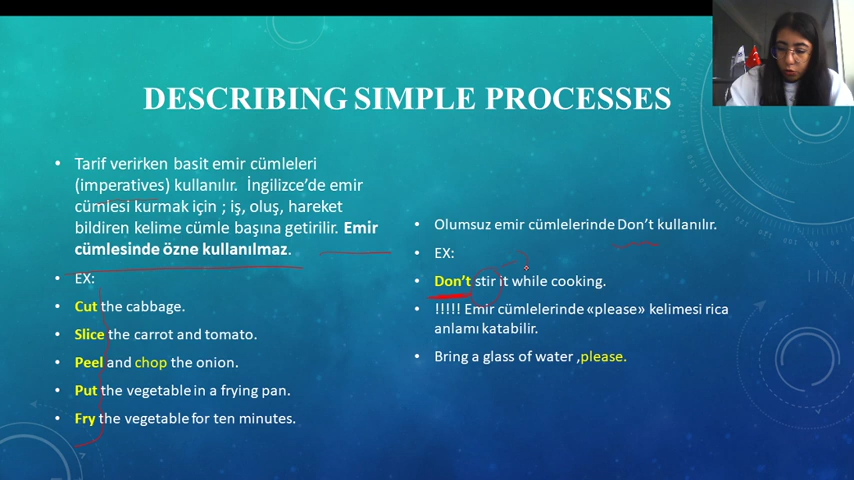 DESCRIBING SIMPLE PROCESSES
• Tarif verirken basit emir cümleleri
(imperatives) kullanılır. İngilizce'de emir
cümlesi kurmak için ; iş, oluş, hareket
bildiren kelime cümle başına getirilir. Emir
cümlesinde özne kullanılmaz.
• EX:
• Cut the cabbage.
• Slice the carrot and tomato.
• Peel and chop the onion.
• Put the vegetable in a frying pan.
• Fry the vegetable for ten minutes.
• Olumsuz emir cümlelerinde Don't kullanılır.
• EX:
• Don't stir it while cooking.
• !!!!! Emir cümlelerinde «please» kelimesi rica
anlamı katabilir.
• Bring a glass of water ,please.